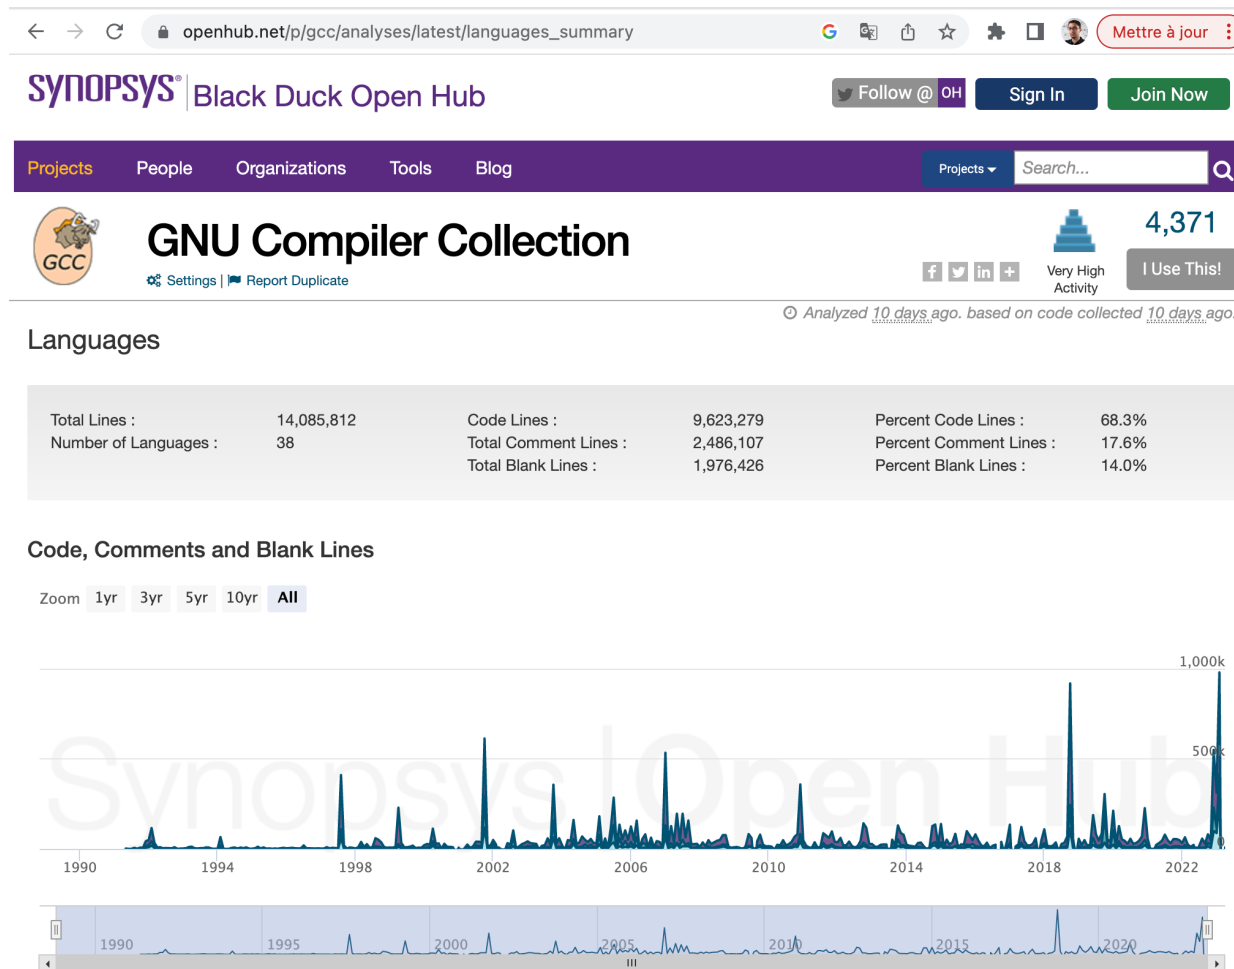 openhub.net/p/gcc/analyses/latest/languages_summary
Mettre à jour
SYNOPSYS® | Black Duck Open Hub
Follow @ OH
Sign In
Join Now
Projects People Organizations Tools Blog
Projects
Search...
GCC
GNU Compiler Collection
Settings | Report Duplicate
Very High
Activity
4,371
I Use This!
Analyzed 10 days ago. based on code collected 10 days ago.
Languages
Total Lines : 14,085,812 Code Lines : 9,623,279 Percent Code Lines : 68.3%
Number of Languages : 38 Total Comment Lines : 2,486,107 Percent Comment Lines : 17.6%
Total Blank Lines : 1,976,426 Percent Blank Lines : 14.0%
Code, Comments and Blank Lines
Zoom 1yr 3yr 5yr 10yr All
1,000k
500k
Synopsys | Open Hub
0
1990 1994 1998 2002 2006 2010 2014 2018 2022
1990 1995 2000 2005 2010 2015 2020